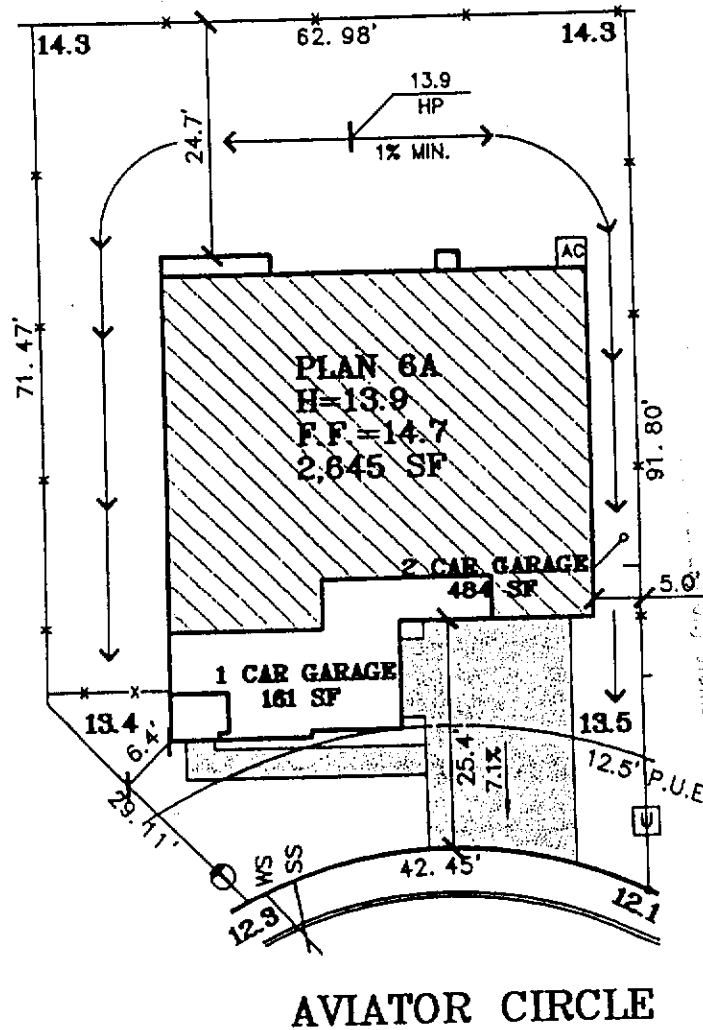 14.3
62.98'
14.3
13.9
HP
24.7'
1% MIN.
AC
71.47'
PLAN 6A
H=13.9
F.F=14.7
2,645 SF
91.80'
2 CAR GARAGE
484 SF
5.0'
1 CAR GARAGE
161 SF
13.4
6.4'
13.5
25.4
7.1%
12.5' P.U.E
29.11'
U
WS
SS
42.45'
12.3
12.1
AVIATOR CIRCLE